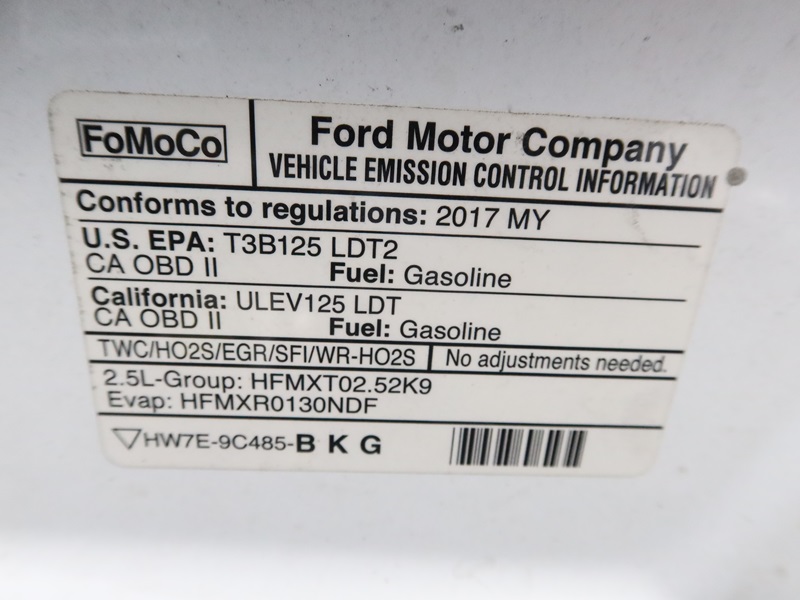 FoMoCo
Ford Motor Company
VEHICLE EMISSION CONTROL INFORMATION
Conforms to regulations: 2017 MY
U.S. EPA: T3B125 LDT2
CA OBD II Fuel: Gasoline
California: ULEV125 LDT
CA OBD II Fuel: Gasoline
TWC/HO2S/EGR/SFI/WR-HO2S No adjustments needed.
2.5L-Group: HFMXT02.52K9
Evap: HFMXR0130NDF
HW7E-9C485-B K G